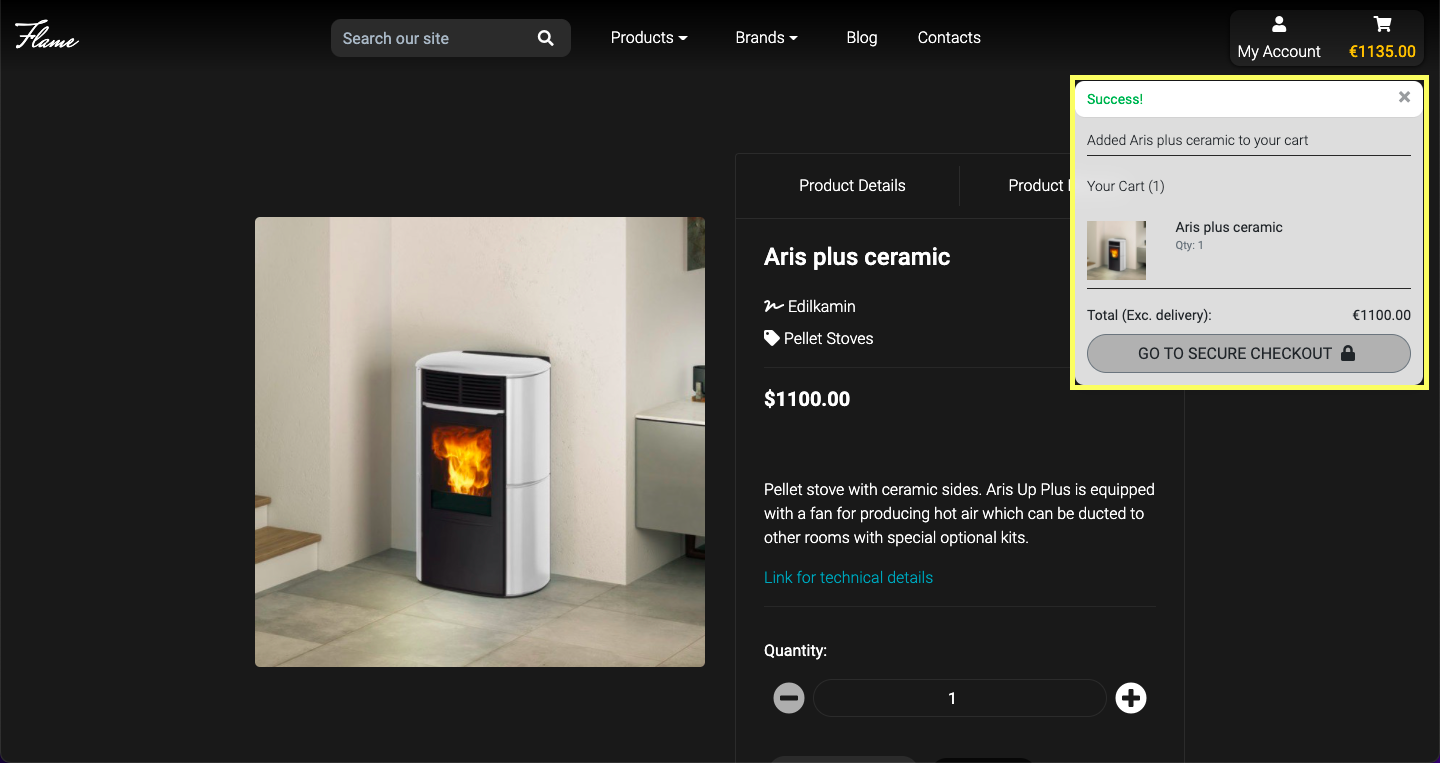 Flame
Search our site
Products
Brands
Blog
Contacts
My Account
€1135.00
Success!
Added Aris plus ceramic to your cart
Your Cart (1)
Aris plus ceramic
Qty: 1
Total (Exc. delivery): €1100.00
GO TO SECURE CHECKOUT
Product Details
Product
Aris plus ceramic
Edilkamin
Pellet Stoves
$1100.00
Pellet stove with ceramic sides. Aris Up Plus is equipped
with a fan for producing hot air which can be ducted to
other rooms with special optional kits.
Link for technical details
Quantity:
1